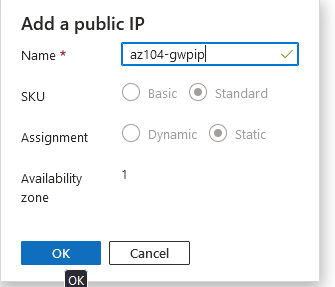 Add a public IP
Name *
az104-gwpip
SKU
Basic
Standard
Assignment
Dynamic
Static
Availability
zone
1
OK
Cancel
OK